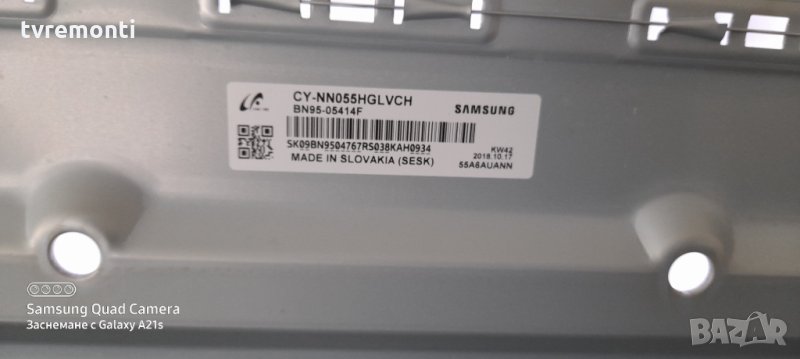 tvremonti
CY-NN055HGLVCH
BN95-05414F
SAMSUNG
SK09BN9504767RS038KAH0934
MADE IN SLOVAKIA (SESK)
KW42
2018.10.17
55A6AUANN
Samsung Quad Camera
Заснемане с Galaxy A21s
BAZAR